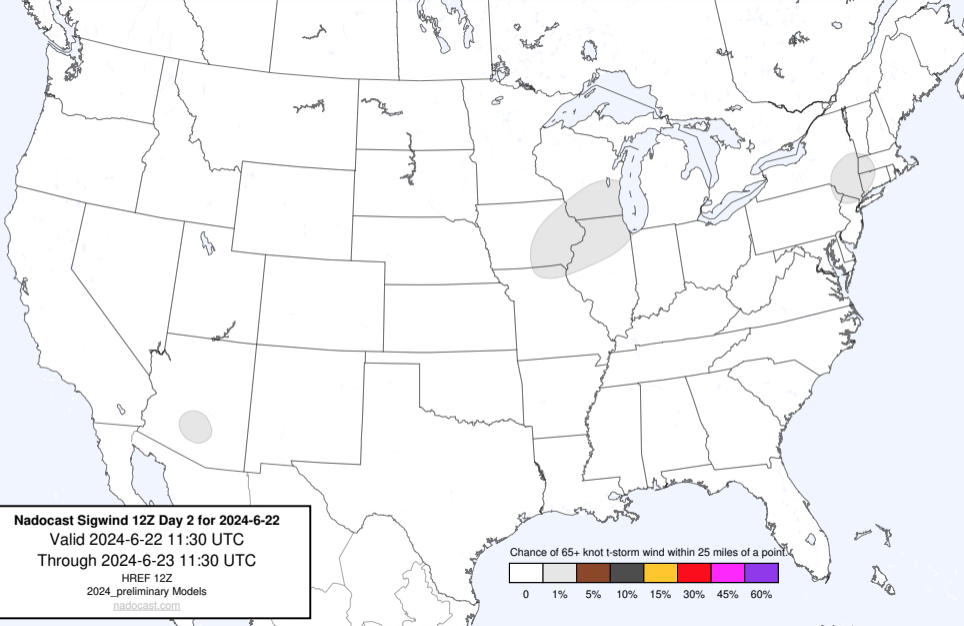 Nadocast Sigwind 12Z Day 2 for 2024-6-22
Valid 2024-6-22 11:30 UTC
Through 2024-6-23 11:30 UTC
HREF 12Z
2024_preliminary Models
nadocast.com
Chance of 65+ knot t-storm wind within 25 miles of a point.
0 1% 5% 10% 15% 30% 45% 60%